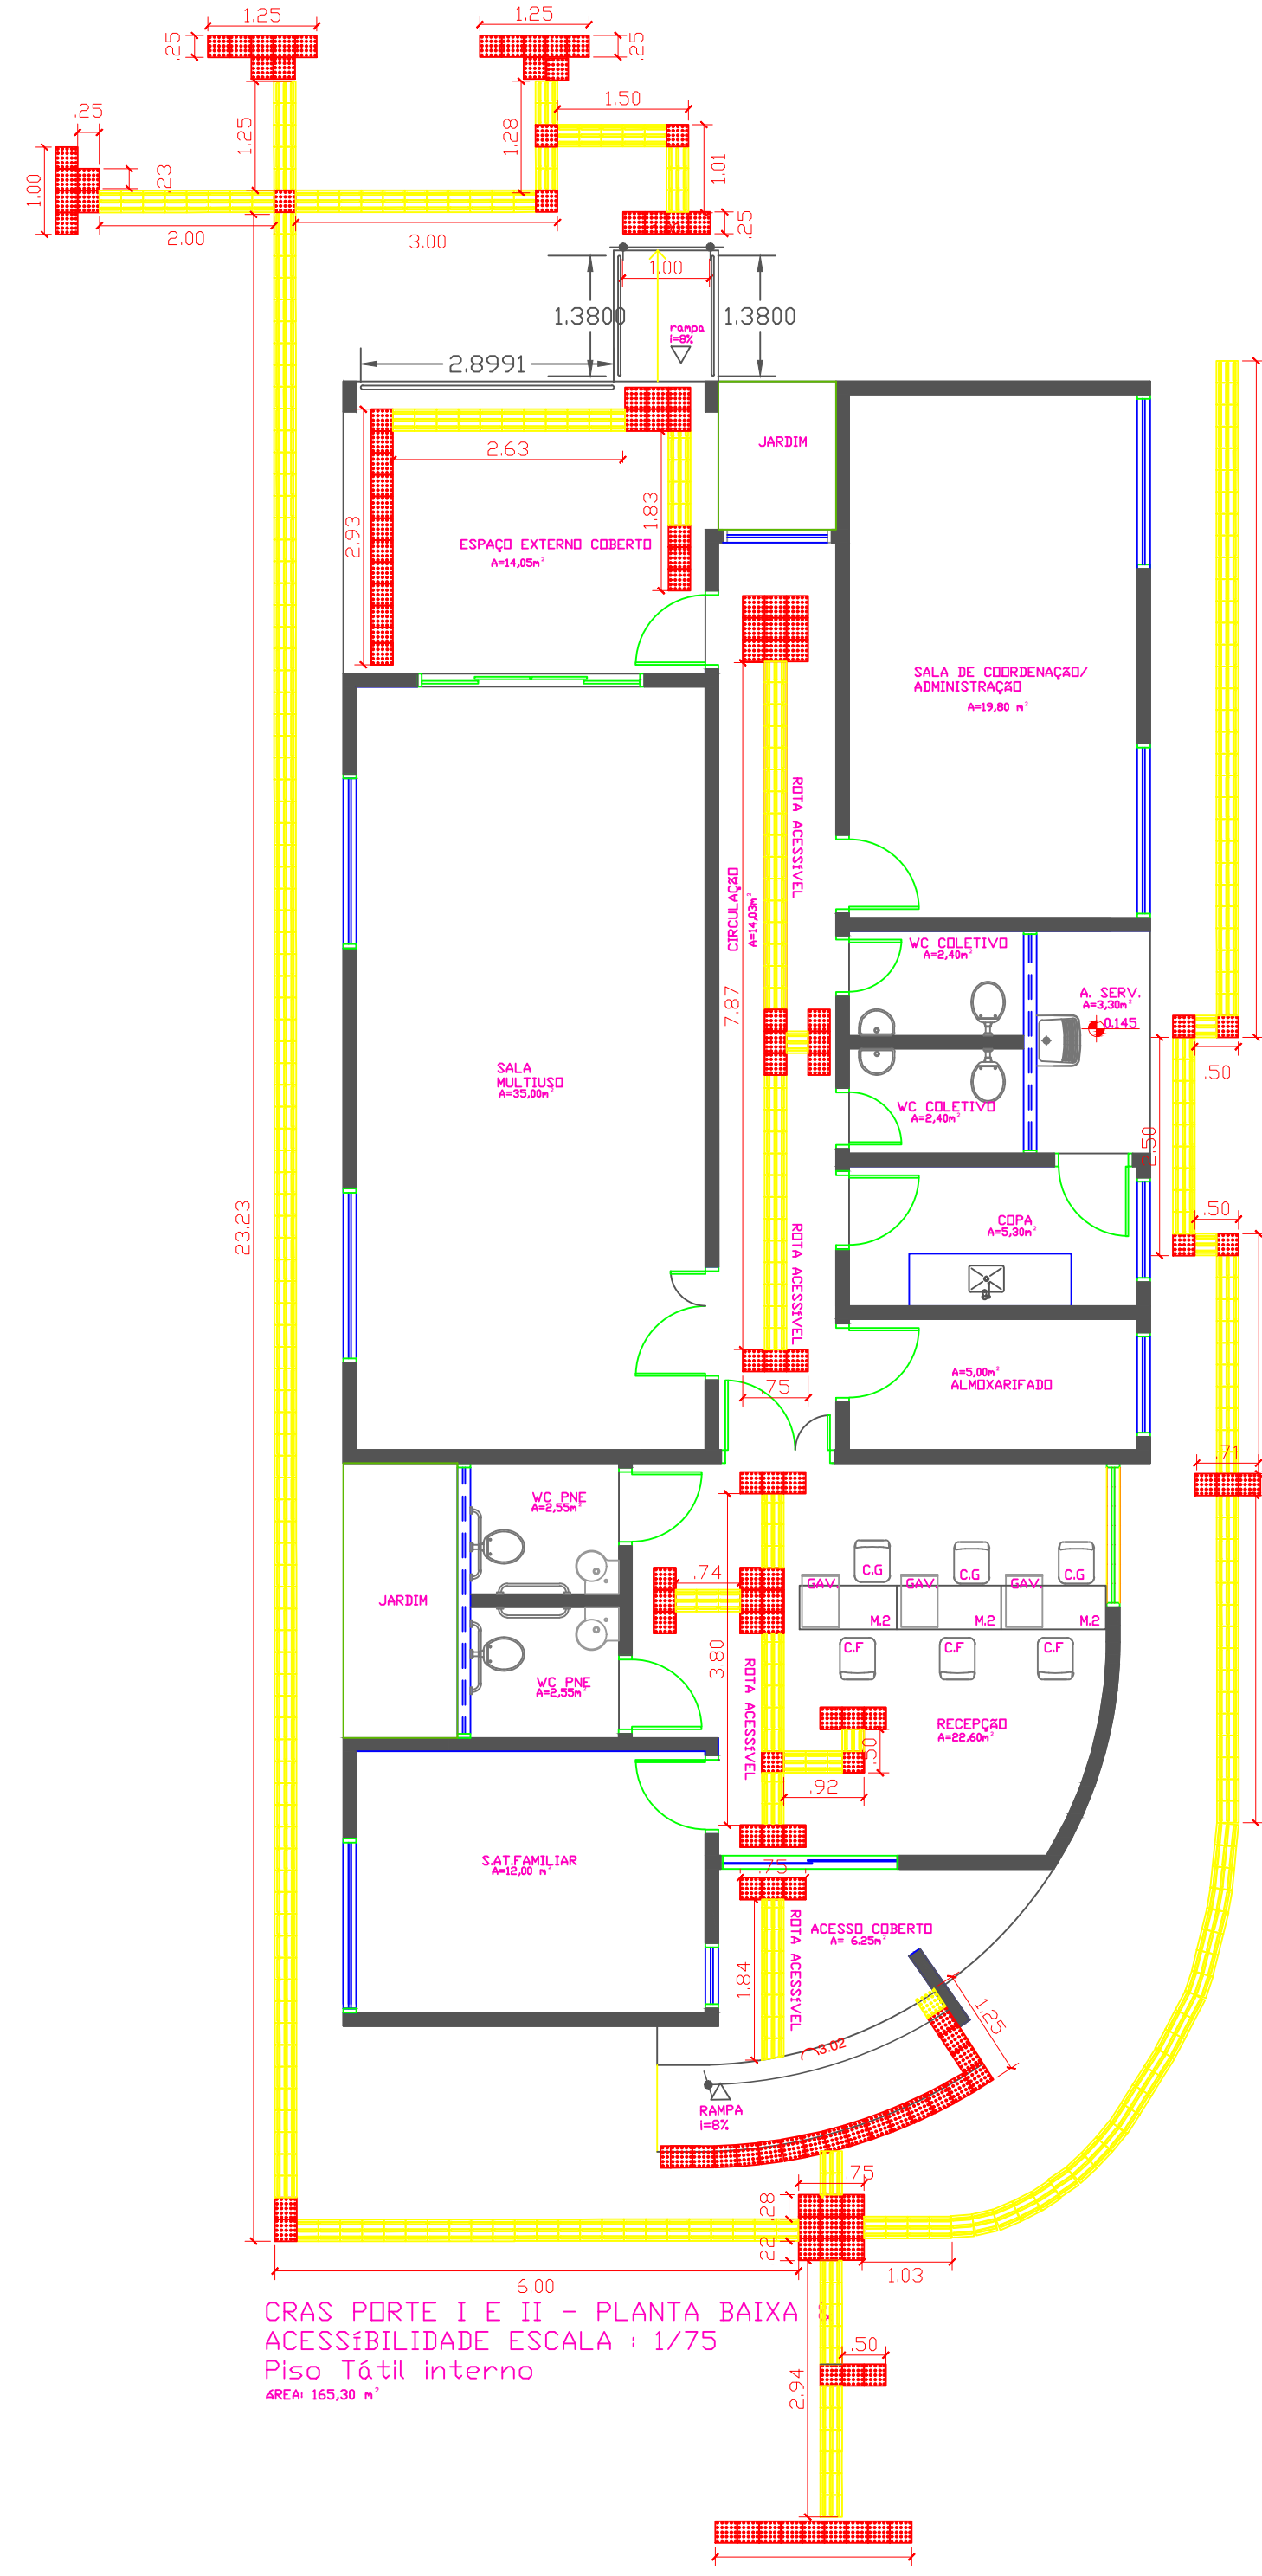 1.25
1.25
.25
.25
1.50
.25
1.25
1.28
1.01
1.00
.23
.25
2.00
3.00
1.00
1.3800
1.3800
rampa
i=8%
2.8991
JARDIM
2.63
1.83
2.93
ESPAÇO EXTERNO COBERTO
A=14,05m²
SALA DE COORDENAÇÃO/
ADMINISTRAÇÃO
A=19,80 m²
ROTA ACESSÍVEL
CIRCULAÇÃO
A=14,03m²
WC COLETIVO
A=2,40m²
7.87
A. SERV.
A=3,30m²
0.145
SALA
MULTIUSO
A=35,00m²
.50
WC COLETIVO
A=2,40m²
2.50
23.23
.50
COPA
A=5,30m²
ROTA ACESSÍVEL
A=5,00m²
ALMOXARIFADO
.75
.71
WC PNE
A=2,55m²
.74
C.G
C.G
C.G
GAV.
GAV.
GAV.
JARDIM
M.2
M.2
M.2
3.80
C.F
C.F
C.F
WC PNE
A=2,55m²
ROTA ACESSÍVEL
RECEPÇÃO
A=22,60m²
.50
.92
S.AT.FAMILIAR
A=12,00 m²
.75
ACESSO COBERTO
A= 6.25m²
ROTA ACESSÍVEL
1.84
1.25
3.02
RAMPA
i=8%
.75
.28
.22
1.03
6.00
CRAS PORTE I E II - PLANTA BAIXA &
ACESSÍBILIDADE ESCALA : 1/75
Piso Tátil interno
ÁREA: 165,30 m²
.50
2.94